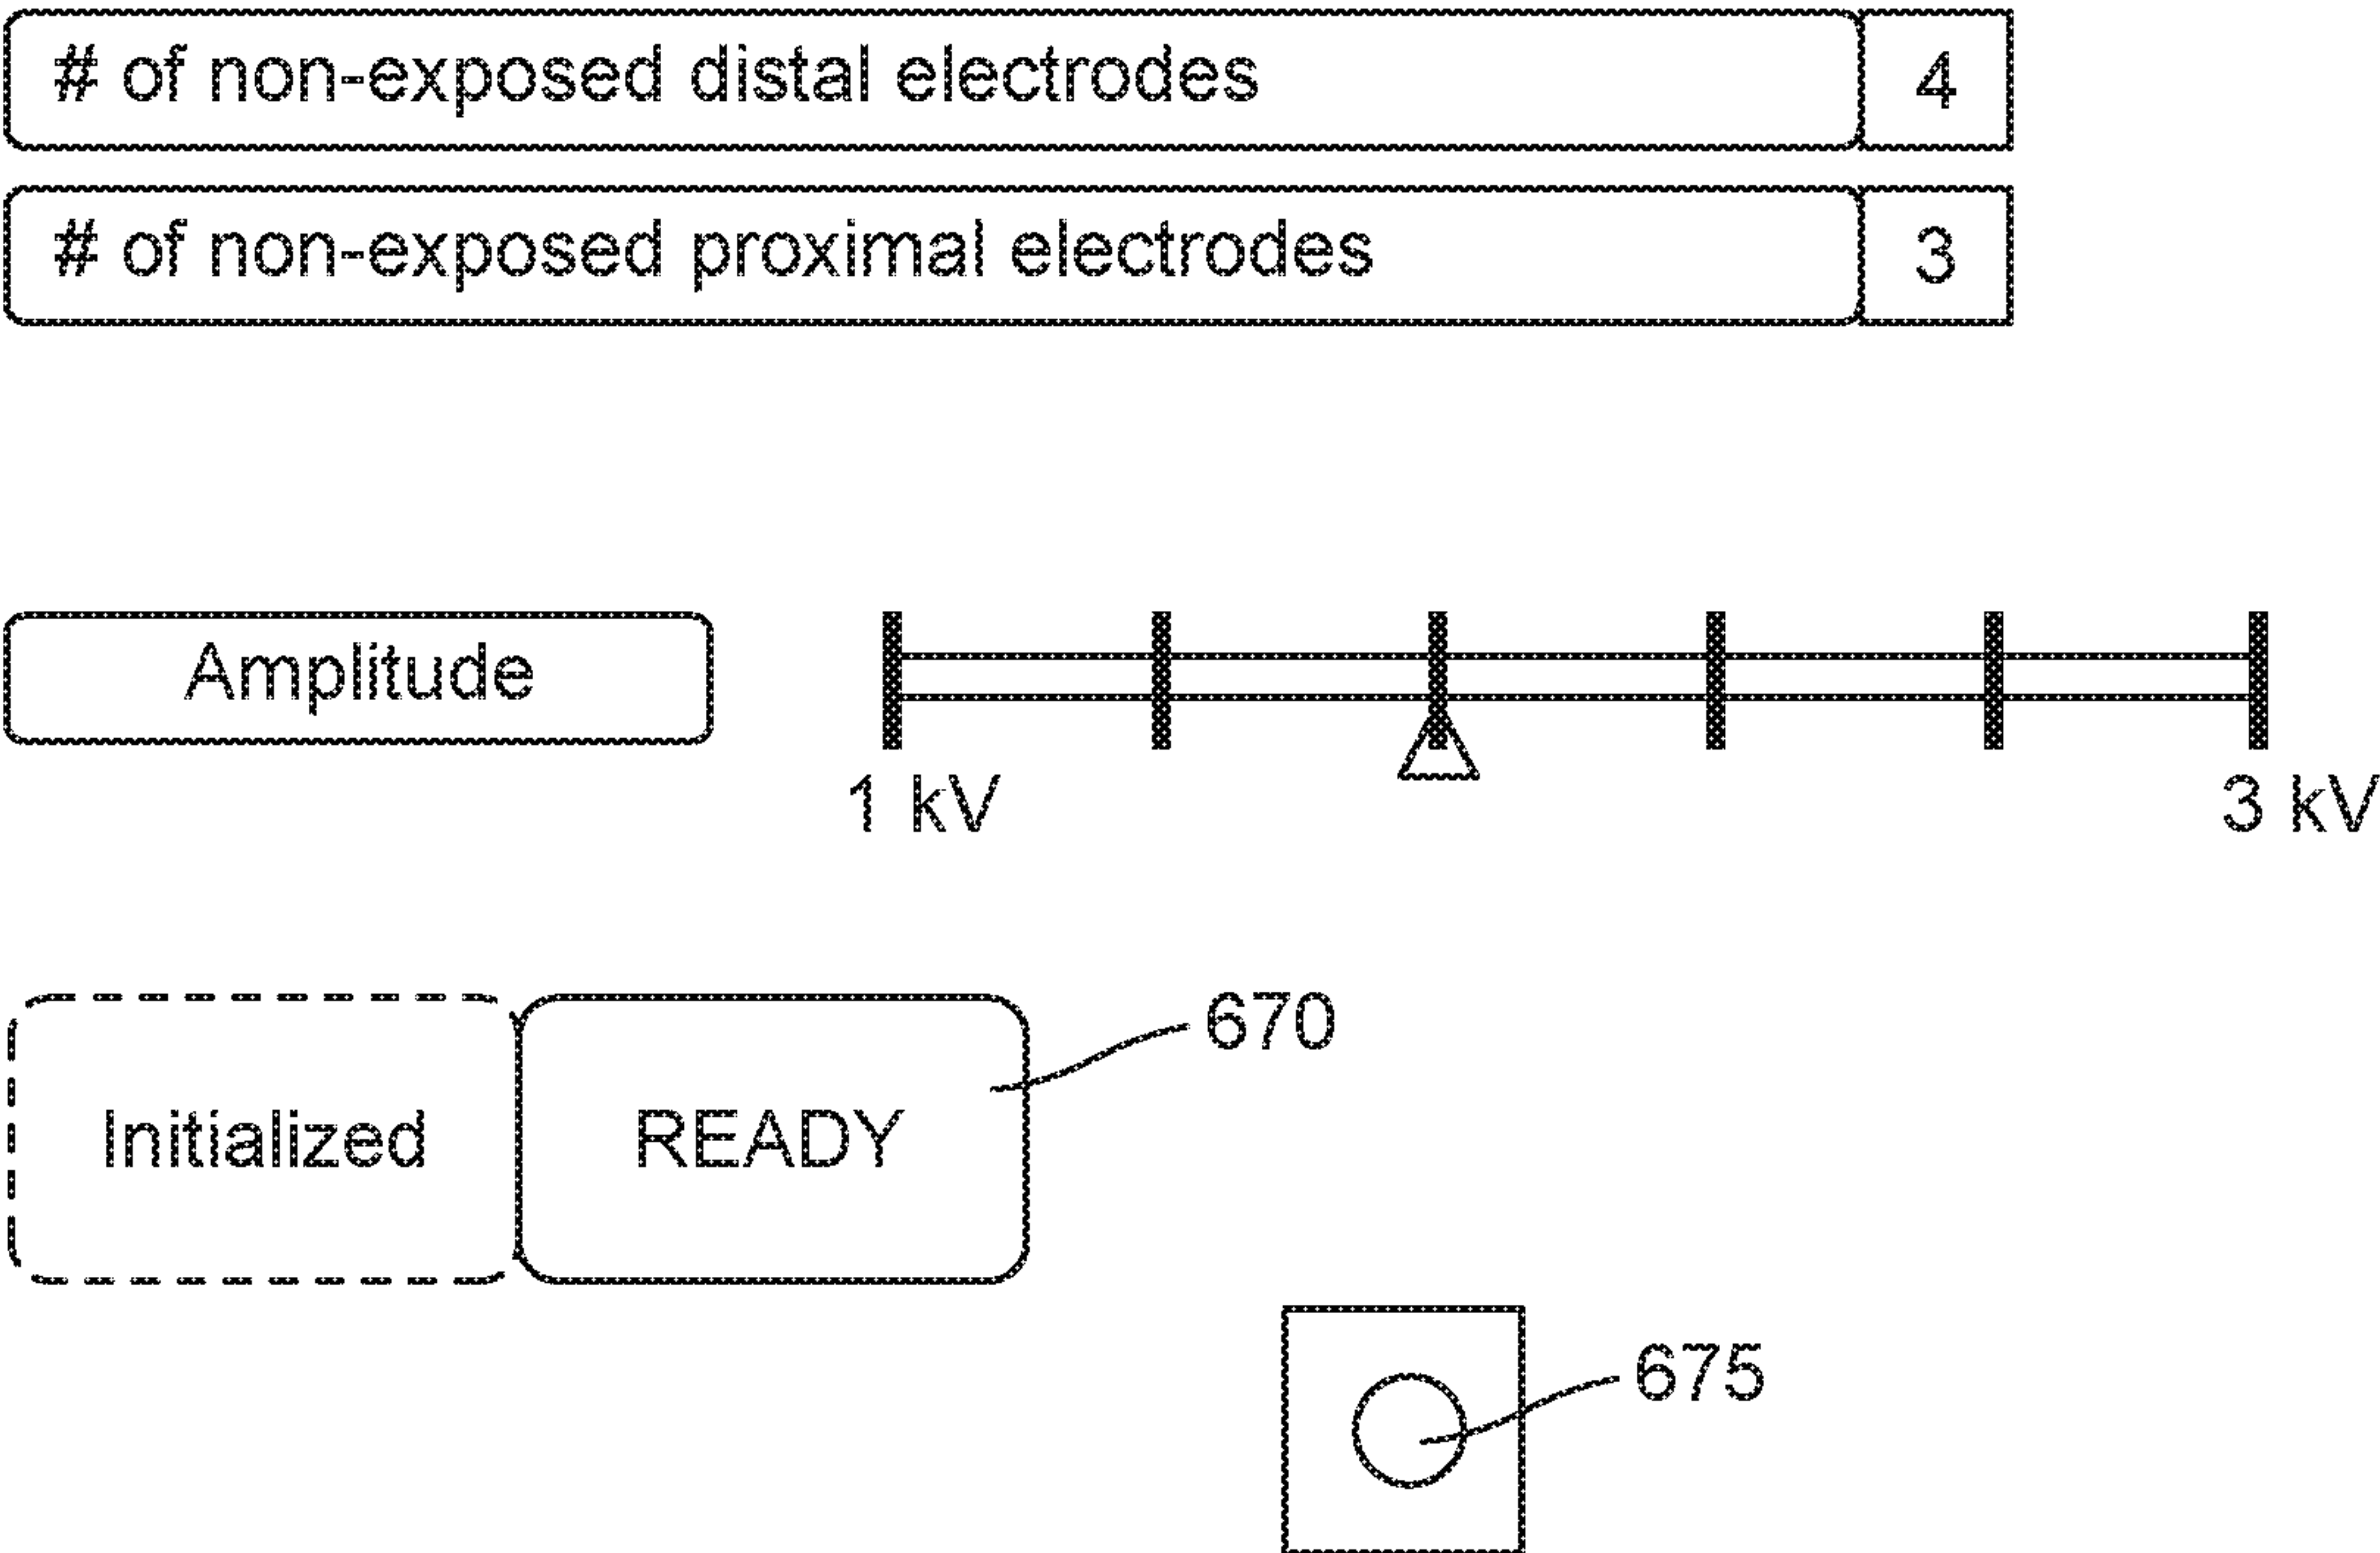 # of non-exposed distal electrodes 4
# of non-exposed proximal electrodes 3
Amplitude
1 kV 3 kV
670
Initialized READY
675